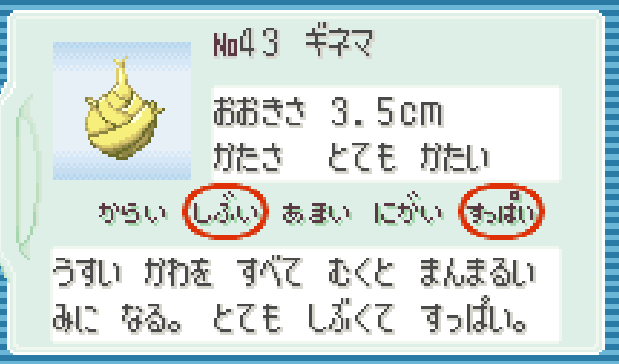 No43 ギネマ
おおきさ 3.5cm
かたさ とても かたい
からい しぶい あまい にがい すっぱい
うすい かわを すべて むくと まんまるい
みに なる。 とても しぶくて すっぱい。